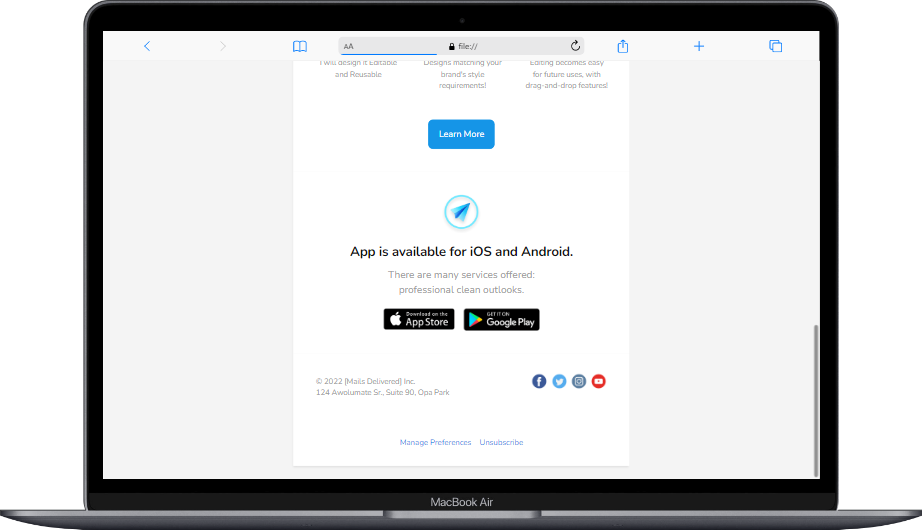 AA
file://
I will design it Editable
and Reusable
Designs matching your
brand's style
requirements!
Editing becomes easy
for future uses, with
drag-and-drop features!
Learn More
App is available for iOS and Android.
There are many services offered:
professional clean outlooks.
Download on the
App Store
GET IT ON
Google Play
© 2022 [Mails Delivered] Inc.
124 Awolumate Sr., Suite 90, Opa Park
Manage Preferences
Unsubscribe
MacBook Air